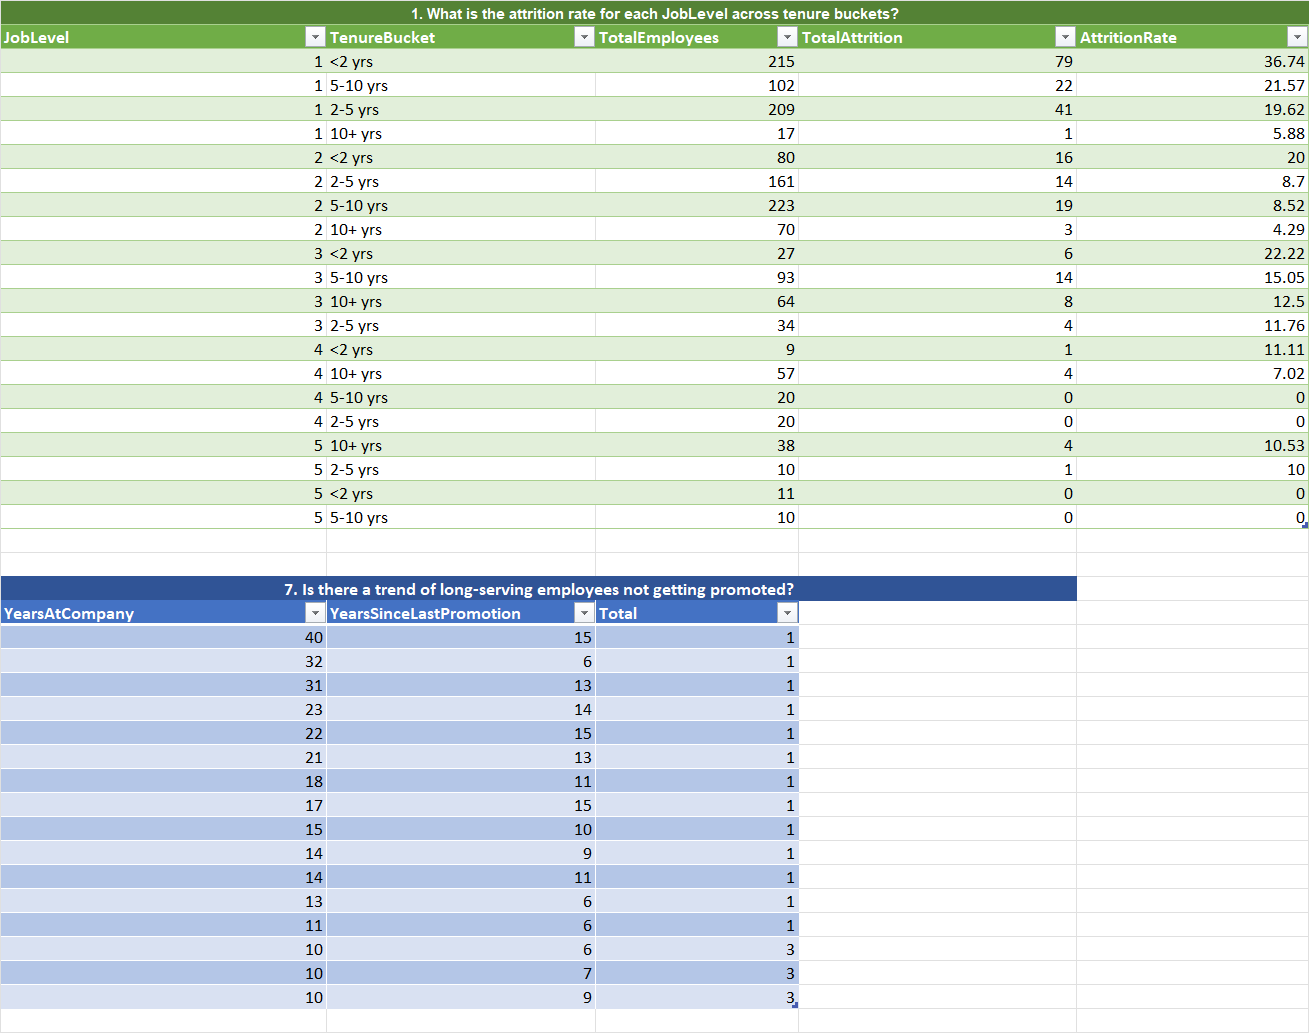 1. What is the attrition rate for each JobLevel across tenure buckets?
JobLevel TenureBucket TotalEmployees TotalAttrition AttritionRate
1 <2 yrs 215 79 36.74
1 5-10 yrs 102 22 21.57
1 2-5 yrs 209 41 19.62
1 10+ yrs 17 1 5.88
2 <2 yrs 80 16 20
2 2-5 yrs 161 14 8.7
2 5-10 yrs 223 19 8.52
2 10+ yrs 70 3 4.29
3 <2 yrs 27 6 22.22
3 5-10 yrs 93 14 15.05
3 10+ yrs 64 8 12.5
3 2-5 yrs 34 4 11.76
4 <2 yrs 9 1 11.11
4 10+ yrs 57 4 7.02
4 5-10 yrs 20 0 0
4 2-5 yrs 20 0 0
5 10+ yrs 38 4 10.53
5 2-5 yrs 10 1 10
5 <2 yrs 11 0 0
5 5-10 yrs 10 0 0
7. Is there a trend of long-serving employees not getting promoted?
YearsAtCompany YearsSinceLastPromotion Total
40 15 1
32 6 1
31 13 1
23 14 1
22 15 1
21 13 1
18 11 1
17 15 1
15 10 1
14 9 1
14 11 1
13 6 1
11 6 1
10 6 3
10 7 3
10 9 3